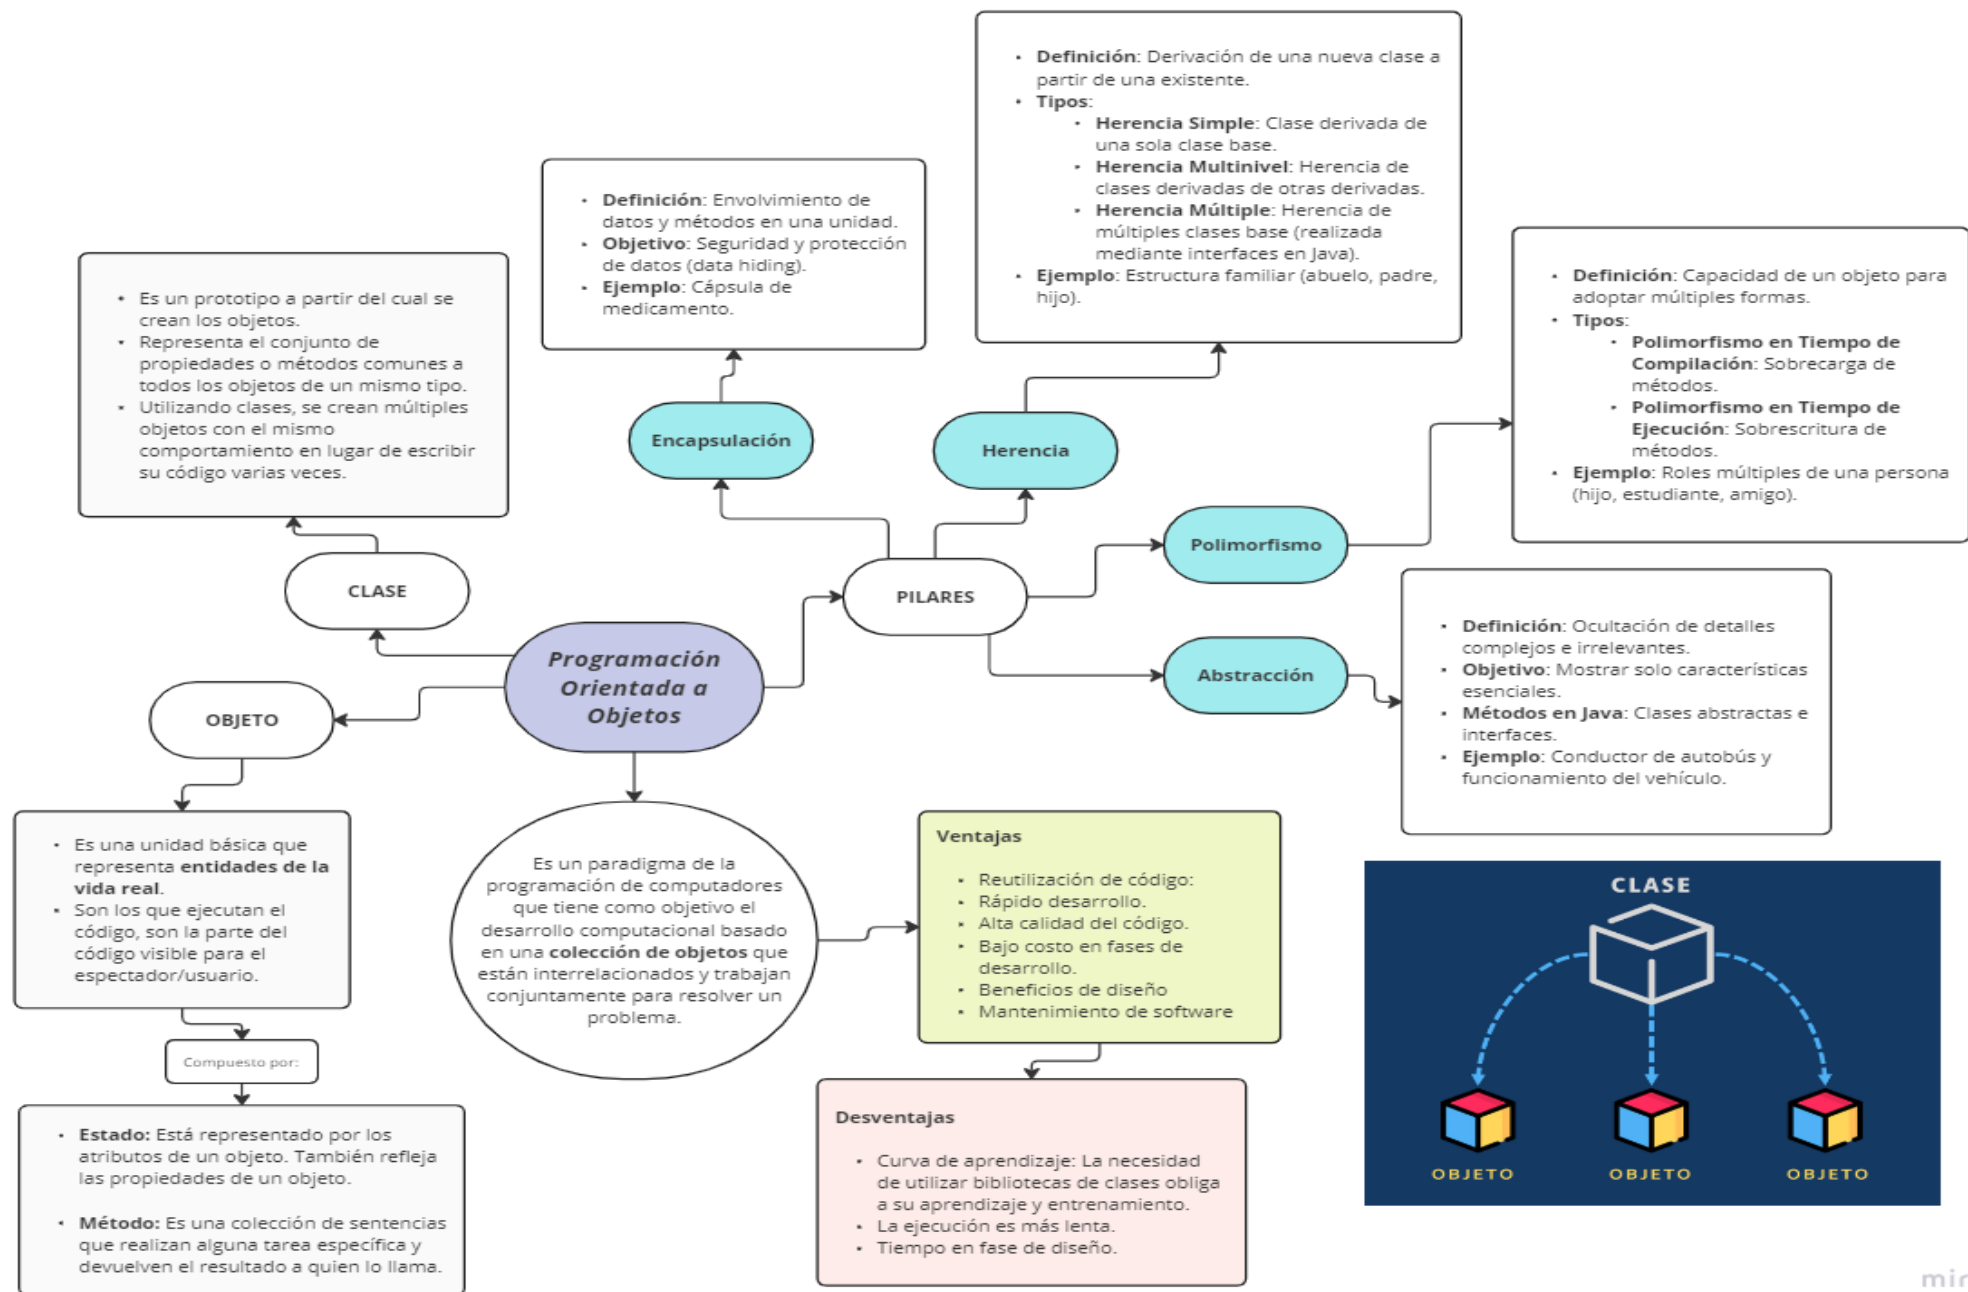 • Definición: Derivación de una nueva clase a
partir de una existente.
• Tipos:
• Herencia Simple: Clase derivada de
una sola clase base.
• Herencia Multinivel: Herencia de
clases derivadas de otras derivadas.
• Herencia Múltiple: Herencia de
múltiples clases base (realizada
mediante interfaces en Java).
• Ejemplo: Estructura familiar (abuelo, padre,
hijo).
• Definición: Envolvimiento de
datos y métodos en una unidad.
• Objetivo: Seguridad y protección
de datos (data hiding).
• Ejemplo: Cápsula de
medicamento.
• Definición: Capacidad de un objeto para
adoptar múltiples formas.
• Tipos:
• Polimorfismo en Tiempo de
Compilación: Sobrecarga de
métodos.
• Polimorfismo en Tiempo de
Ejecución: Sobrescritura de
métodos.
• Ejemplo: Roles múltiples de una persona
(hijo, estudiante, amigo).
• Es un prototipo a partir del cual se
crean los objetos.
• Representa el conjunto de
propiedades o métodos comunes a
todos los objetos de un mismo tipo.
• Utilizando clases, se crean múltiples
objetos con el mismo
comportamiento en lugar de escribir
su código varias veces.
Encapsulación
Herencia
Polimorfismo
CLASE
PILARES
Abstracción
Programación
Orientada a
Objetos
OBJETO
• Definición: Ocultación de detalles
complejos e irrelevantes.
• Objetivo: Mostrar solo características
esenciales.
• Métodos en Java: Clases abstractas e
interfaces.
• Ejemplo: Conductor de autobús y
funcionamiento del vehículo.
• Es una unidad básica que
representa entidades de la
vida real.
• Son los que ejecutan el
código, son la parte del
código visible para el
espectador/usuario.
Es un paradigma de la
programación de computadores
que tiene como objetivo el
desarrollo computacional basado
en una colección de objetos que
están interrelacionados y trabajan
conjuntamente para resolver un
problema.
Ventajas
• Reutilización de código:
• Rápido desarrollo.
• Alta calidad del código.
• Bajo costo en fases de
desarrollo.
• Beneficios de diseño
• Mantenimiento de software
CLASE
OBJETO
OBJETO
OBJETO
Compuesto por:
• Estado: Está representado por los
atributos de un objeto. También refleja
las propiedades de un objeto.
• Método: Es una colección de sentencias
que realizan alguna tarea específica y
devuelven el resultado a quien lo llama.
Desventajas
• Curva de aprendizaje: La necesidad
de utilizar bibliotecas de clases obliga
a su aprendizaje y entrenamiento.
• La ejecución es más lenta.
• Tiempo en fase de diseño.